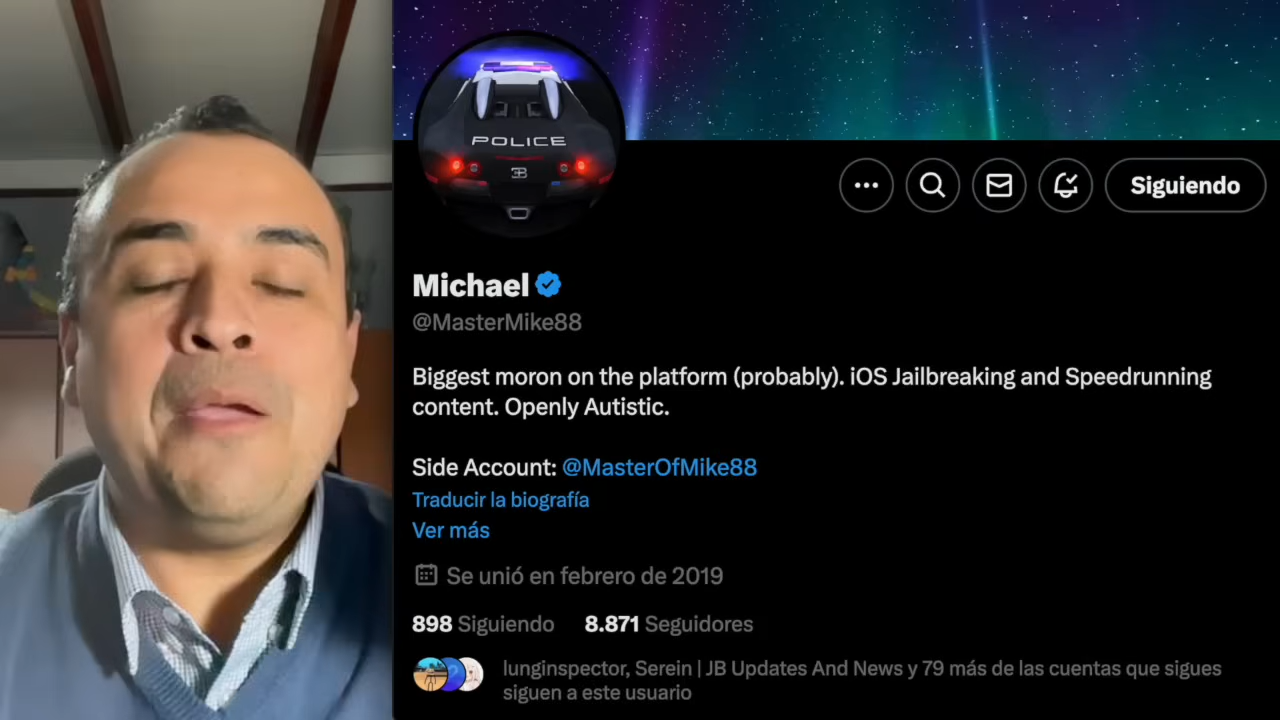 POLICE
Siguiendo
Michael
@MasterMike88
Biggest moron on the platform (probably). iOS Jailbreaking and Speedrunning
content. Openly Autistic.
Side Account: @MasterOfMike88
Traducir la biografía
Ver más
Se unió en febrero de 2019
898 Siguiendo 8.871 Seguidores
lunginspector, Serein | JB Updates And News y 79 más de las cuentas que sigues
siguen a este usuario